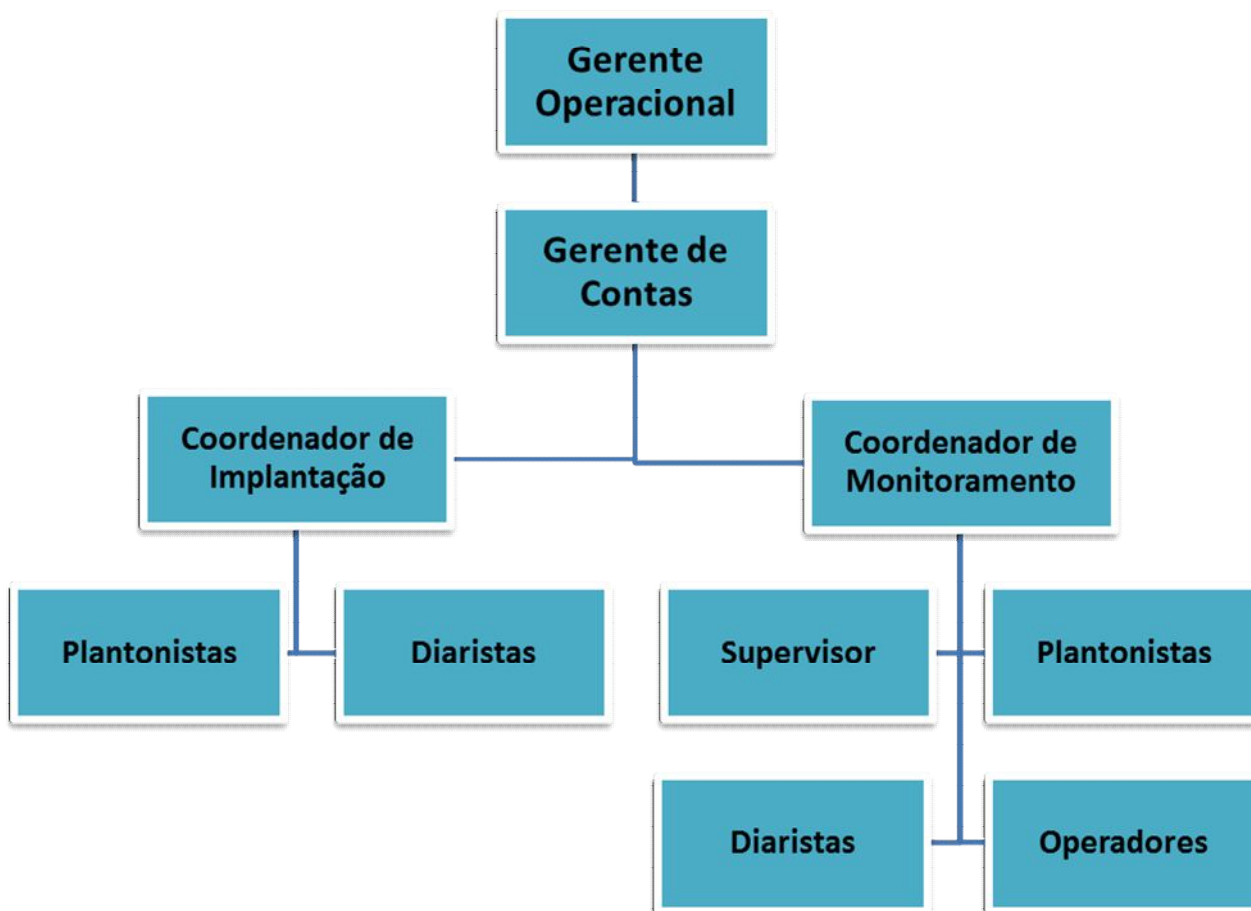 Gerente
Operacional
Gerente de
Contas
Coordenador de
Implantação
Coordenador de
Monitoramento
Plantonistas
Diaristas
Supervisor
Plantonistas
Diaristas
Operadores